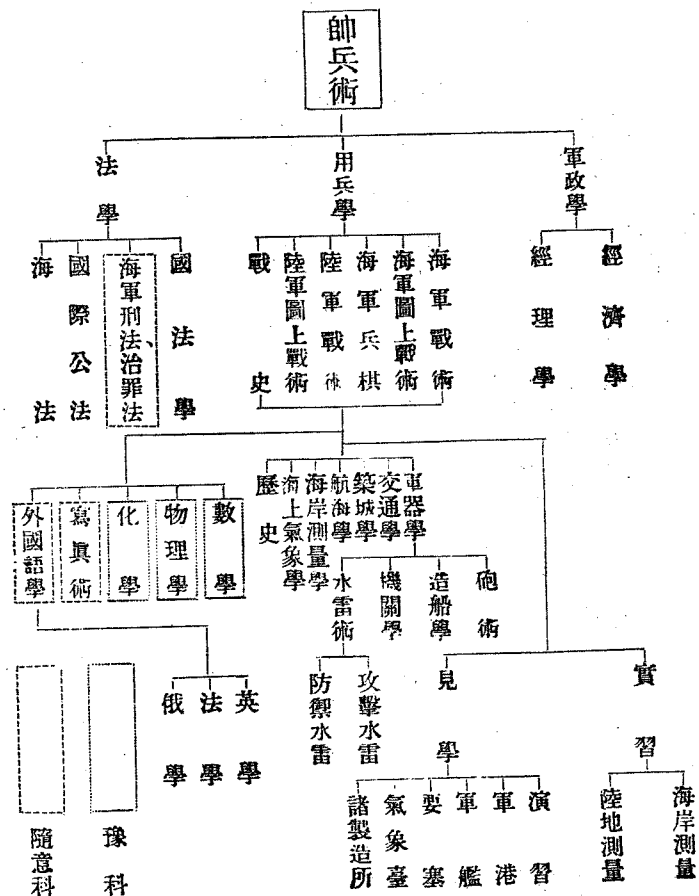 帥兵術
軍政學
用兵學
法學
經濟學
經理學
海軍戰術
海軍圖上戰術
海軍兵棋
陸軍戰術
陸軍圖上戰術
戰史
國法學
海軍刑法、治罪法
國際公法
海法
軍器學
交通學
築城學
航海學
海岸測量學
海上氣象學
歷史
數學
物理學
化學
寫眞術
外國語學
砲術
造船學
機關學
水雷術
攻擊水雷
防禦水雷
英學
法學
俄學
實習
見學
海岸測量
陸地測量
演習
軍港
軍艦
要塞
氣象臺
諸製造所
豫科
隨意科